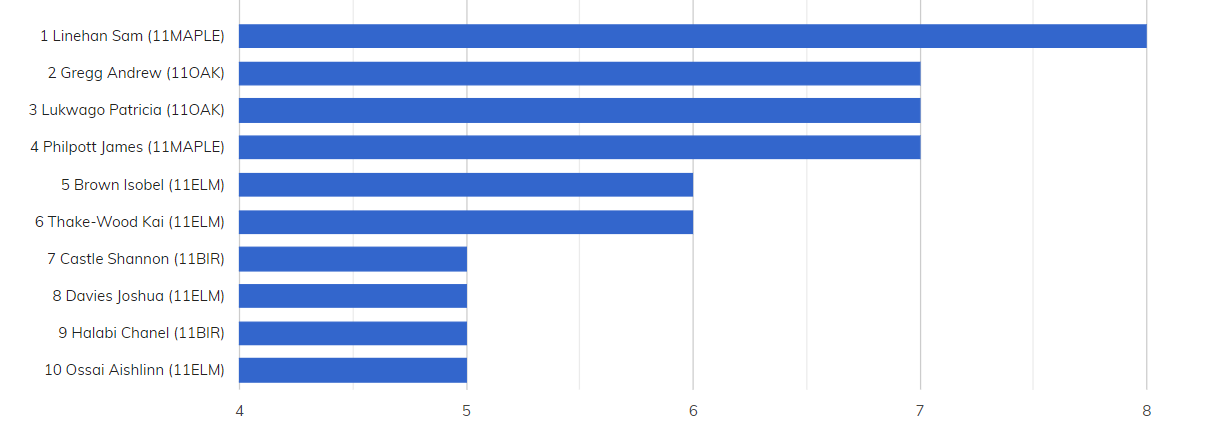 1 Linehan Sam (11MAPLE)
2 Gregg Andrew (11OAK)
3 Lukwago Patricia (11OAK)
4 Philpott James (11MAPLE)
5 Brown Isobel (11ELM)
6 Thake-Wood Kai (11ELM)
7 Castle Shannon (11BIR)
8 Davies Joshua (11ELM)
9 Halabi Chanel (11BIR)
10 Ossai Aishlinn (11ELM)
4 5 6 7 8